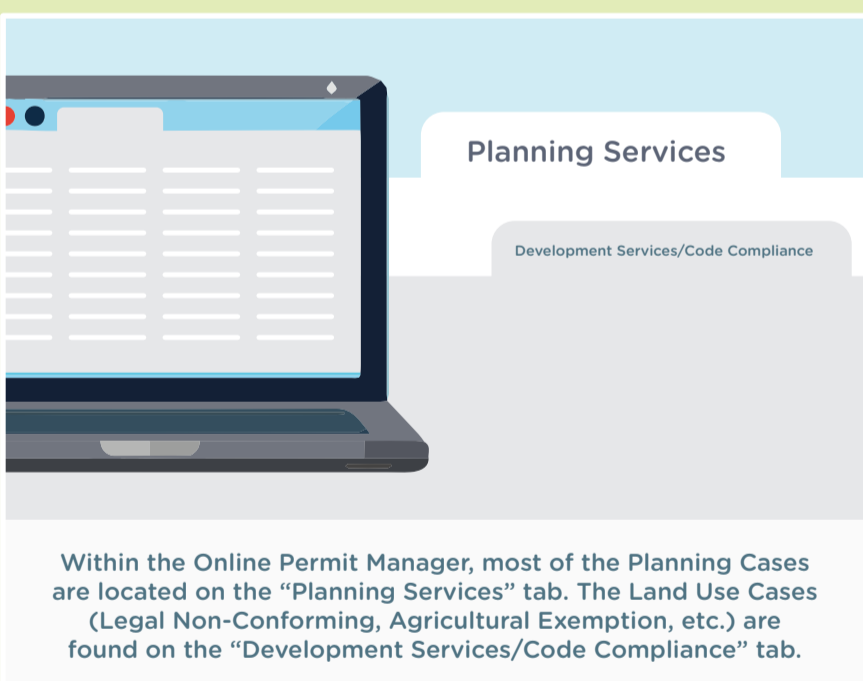 Planning Services
Development Services/Code Compliance
Within the Online Permit Manager, most of the Planning Cases
are located on the “Planning Services” tab. The Land Use Cases
(Legal Non-Conforming, Agricultural Exemption, etc.) are
found on the “Development Services/Code Compliance” tab.